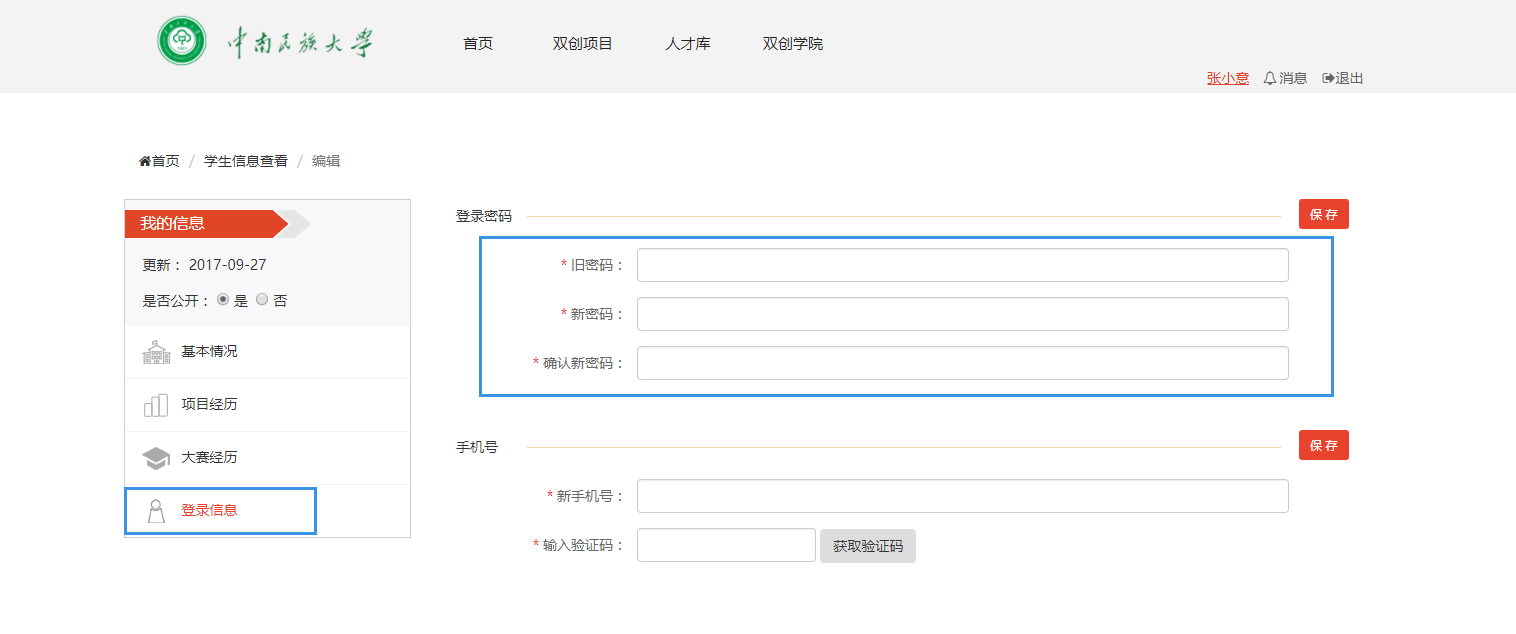 中南民族大学
首页 双创项目 人才库 双创学院
张小意 消息 退出
首页 / 学生信息查看 / 编辑
我的信息
更新： 2017-09-27
是否公开： 是 否
基本情况
项目经历
大赛经历
登录信息
登录密码 保存
* 旧密码：
* 新密码：
* 确认新密码：
手机号 保存
* 新手机号：
* 输入验证码： 获取验证码